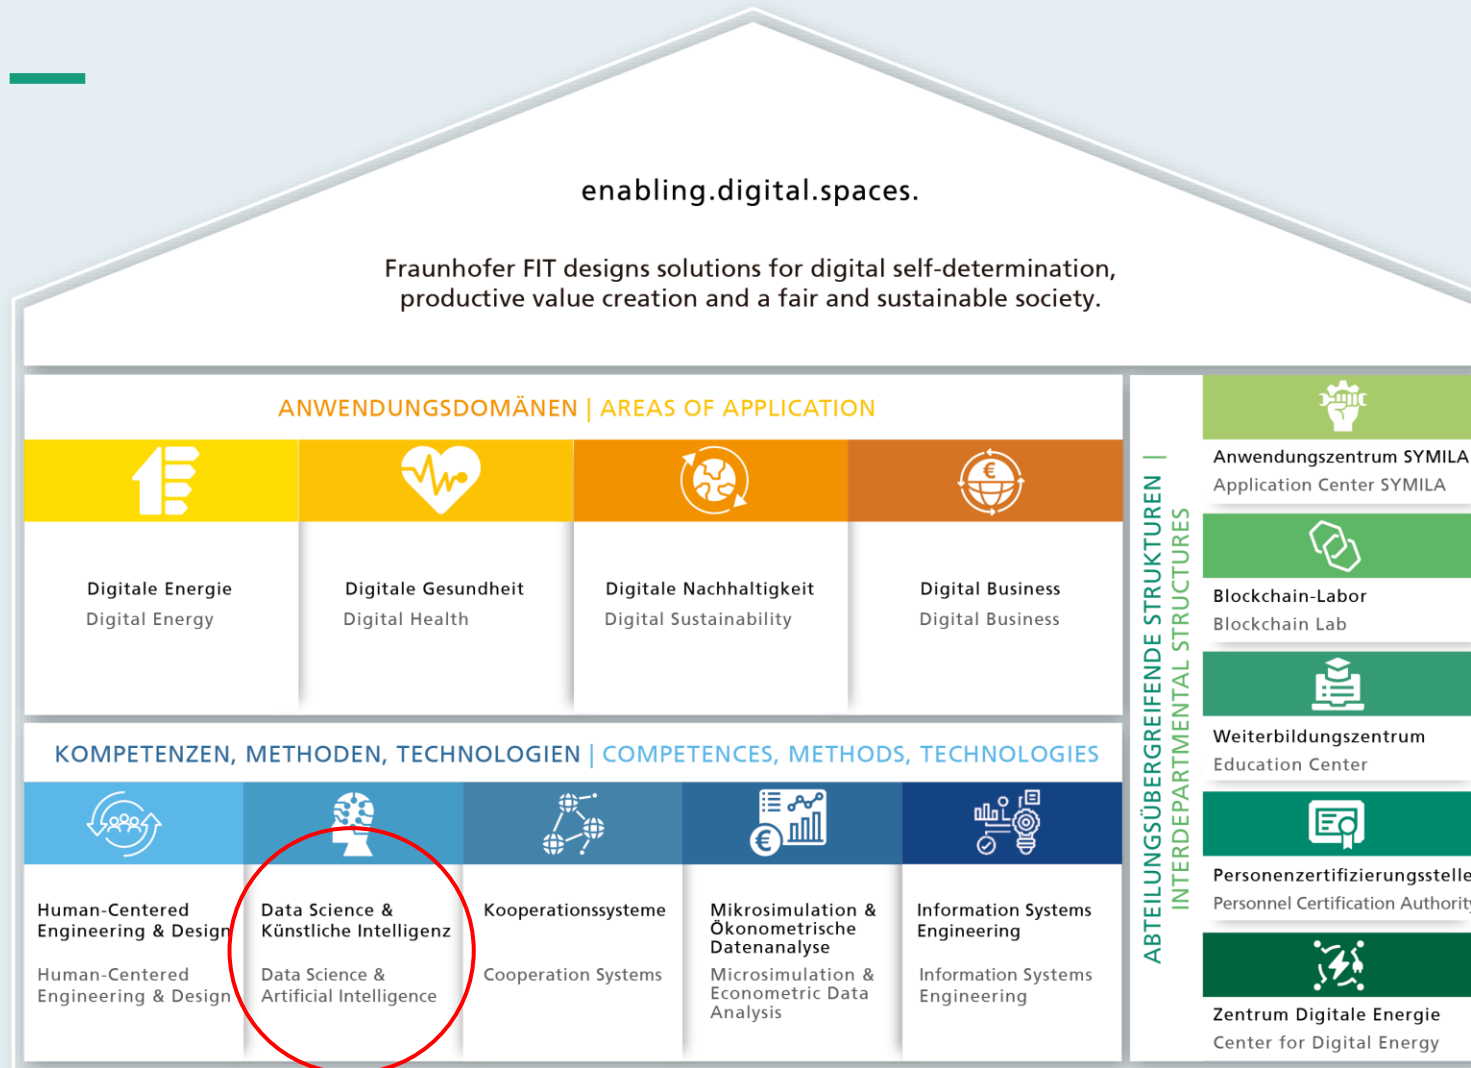 enabling.digital.spaces.
Fraunhofer FIT designs solutions for digital self-determination,
productive value creation and a fair and sustainable society.
ANWENDUNGSDOMÄNEN | AREAS OF APPLICATION
Digitale Energie
Digital Energy
Digitale Gesundheit
Digital Health
Digitale Nachhaltigkeit
Digital Sustainability
€
Digital Business
Digital Business
KOMPETENZEN, METHODEN, TECHNOLOGIEN | COMPETENCES, METHODS, TECHNOLOGIES
Human-Centered
Engineering & Design
Human-Centered
Engineering & Design
Data Science &
Künstliche Intelligenz
Data Science &
Artificial Intelligence
Kooperationssysteme
Cooperation Systems
€
Mikrosimulation &
Ökonometrische
Datenanalyse
Microsimulation &
Econometric Data
Analysis
Information Systems
Engineering
Information Systems
Engineering
ABTEILUNGSÜBERGREIFENDE STRUKTUREN |
INTERDEPARTMENTAL STRUCTURES
Anwendungszentrum SYMILA
Application Center SYMILA
Blockchain-Labor
Blockchain Lab
Weiterbildungszentrum
Education Center
Personenzertifizierungsstelle
Personnel Certification Authority
Zentrum Digitale Energie
Center for Digital Energy